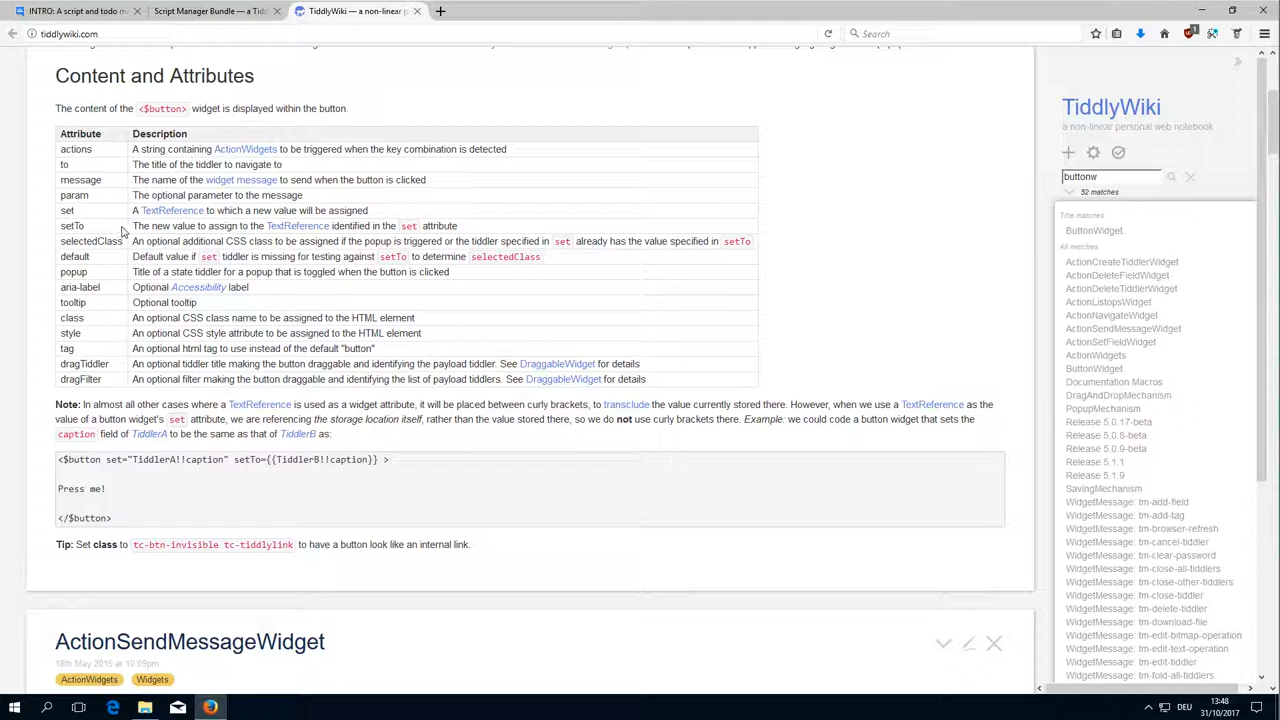 INTRO: A script and todo m
Script Manager Bundle — a Tidd
TiddlyWiki — a non-linear per
tiddlywiki.com
Search
Content and Attributes
The content of the <$button> widget is displayed within the button.
Attribute Description
actions A string containing ActionWidgets to be triggered when the key combination is detected
to The title of the tiddler to navigate to
message The name of the widget message to send when the button is clicked
param The optional parameter to the message
set A TextReference to which a new value will be assigned
setTo The new value to assign to the TextReference identified in the set attribute
selectedClass An optional additional CSS class to be assigned if the popup is triggered or the tiddler specified in set already has the value specified in setTo
default Default value if set tiddler is missing for testing against setTo to determine selectedClass
popup Title of a state tiddler for a popup that is toggled when the button is clicked
aria-label Optional Accessibility label
tooltip Optional tooltip
class An optional CSS class name to be assigned to the HTML element
style An optional CSS style attribute to be assigned to the HTML element
tag An optional html tag to use instead of the default "button"
dragTiddler An optional tiddler title making the button draggable and identifying the payload tiddler. See DraggableWidget for details
dragFilter An optional filter making the button draggable and identifying the list of payload tiddlers. See DraggableWidget for details
Note: In almost all other cases where a TextReference is used as a widget attribute, it will be placed between curly brackets, to transclude the value currently stored there. However, when we use a TextReference as the
value of a button widget's set attribute, we are referencing the storage location itself, rather than the value stored there, so we do not use curly brackets there. Example: we could code a button widget that sets the
caption field of TiddlerA to be the same as that of TiddlerB as:
<$button set="TiddlerA!!caption" setTo={{TiddlerB!!caption}} >
Press me!
</$button>
Tip: Set class to tc-btn-invisible tc-tiddlylink to have a button look like an internal link.
ActionSendMessageWidget
18th May 2015 at 10:09pm
ActionWidgets Widgets
TiddlyWiki
a non-linear personal web notebook
buttonw
52 matches
Title matches
ButtonWidget
All matches
ActionCreateTiddlerWidget
ActionDeleteFieldWidget
ActionDeleteTiddlerWidget
ActionListopsWidget
ActionNavigateWidget
ActionSendMessageWidget
ActionSetFieldWidget
ActionWidgets
ButtonWidget
Documentation Macros
DragAndDropMechanism
PopupMechanism
Release 5.0.17-beta
Release 5.0.8-beta
Release 5.0.9-beta
Release 5.1.1
Release 5.1.9
SavingMechanism
WidgetMessage: tm-add-field
WidgetMessage: tm-add-tag
WidgetMessage: tm-browser-refresh
WidgetMessage: tm-cancel-tiddler
WidgetMessage: tm-clear-password
WidgetMessage: tm-close-all-tiddlers
WidgetMessage: tm-close-other-tiddlers
WidgetMessage: tm-close-tiddler
WidgetMessage: tm-delete-tiddler
WidgetMessage: tm-download-file
WidgetMessage: tm-edit-bitmap-operation
WidgetMessage: tm-edit-text-operation
WidgetMessage: tm-edit-tiddler
WidgetMessage: tm-fold-all-tiddlers
DEU
13:48
31/10/2017